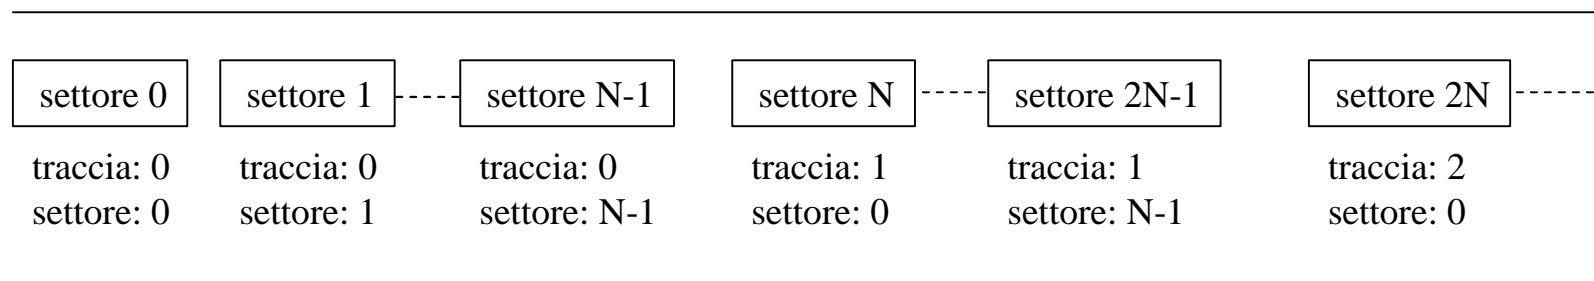 settore 0 settore 1 settore N-1 settore N settore 2N-1 settore 2N
traccia: 0 traccia: 0 traccia: 0 traccia: 1 traccia: 1 traccia: 2
settore: 0 settore: 1 settore: N-1 settore: 0 settore: N-1 settore: 0